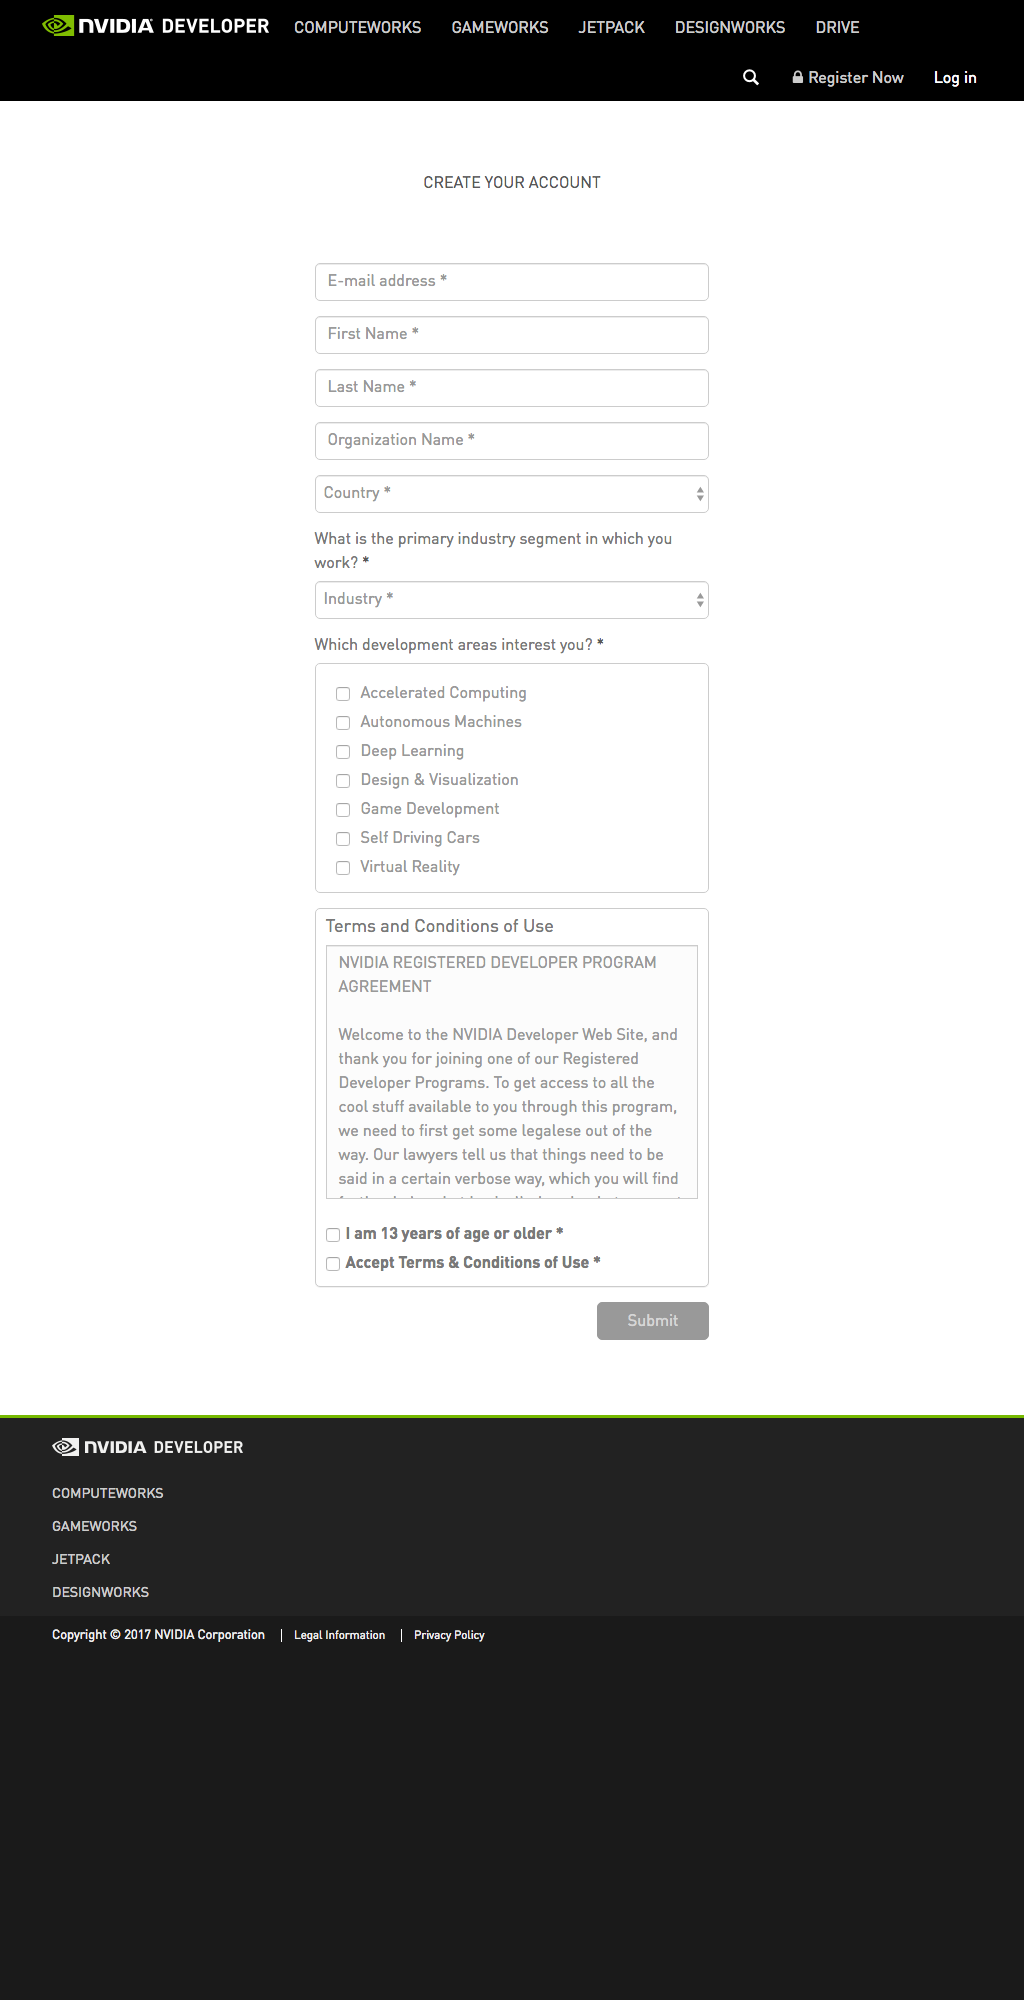 NVIDIA DEVELOPER COMPUTEWORKS GAMEWORKS JETPACK DESIGNWORKS DRIVE
Register Now Log in
CREATE YOUR ACCOUNT
E-mail address *
First Name *
Last Name *
Organization Name *
Country *
What is the primary industry segment in which you
work? *
Industry *
Which development areas interest you? *
Accelerated Computing
Autonomous Machines
Deep Learning
Design & Visualization
Game Development
Self Driving Cars
Virtual Reality
Terms and Conditions of Use
NVIDIA REGISTERED DEVELOPER PROGRAM
AGREEMENT
Welcome to the NVIDIA Developer Web Site, and
thank you for joining one of our Registered
Developer Programs. To get access to all the
cool stuff available to you through this program,
we need to first get some legalese out of the
way. Our lawyers tell us that things need to be
said in a certain verbose way, which you will find
I am 13 years of age or older *
Accept Terms & Conditions of Use *
Submit
NVIDIA DEVELOPER
COMPUTEWORKS
GAMEWORKS
JETPACK
DESIGNWORKS
Copyright © 2017 NVIDIA Corporation | Legal Information | Privacy Policy